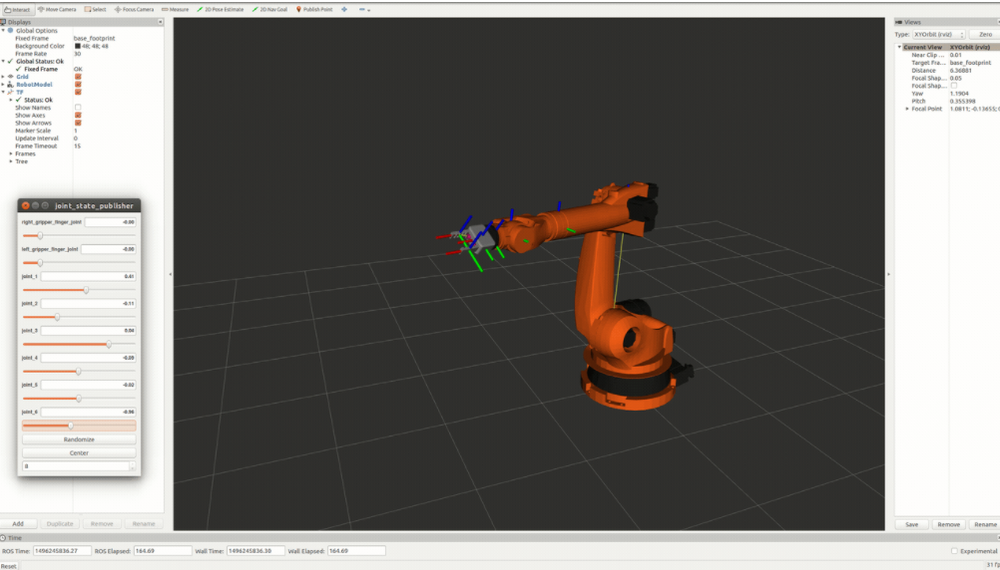 Interact Move Camera Select Focus Camera Measure 2D Pose Estimate 2D Nav Goal Publish Point
Displays
Global Options
Fixed Frame base_footprint
Background Color 48; 48; 48
Frame Rate 30
Global Status: Ok
Fixed Frame OK
Grid
RobotModel
TF
Status: Ok
Show Names
Show Axes
Show Arrows
Marker Scale 1
Update Interval 0
Frame Timeout 15
Frames
Tree
joint_state_publisher
right_gripper_finger_joint -0.00
left_gripper_finger_joint -0.00
joint_1 0.41
joint_2 -0.11
joint_3 0.04
joint_4
joint_5 -0.02
joint_6 -0.96
Randomize
Center
8
Add Duplicate Remove Rename
Views
Type: XYOrbit (rviz) Zero
Current View XYOrbit (rviz)
Near Clip ... 0.01
Target Fra... base_footprint
Distance 6.36881
Focal Shap... 0.05
Focal Shap...
Yaw 1.1904
Pitch 0.355398
Focal Point 1.0811; -0.13655; 0
Save Remove Rename
Time
ROS Time: 1496245836.27 ROS Elapsed: 164.69 Wall Time: 1496245836.30 Wall Elapsed: 164.69 Experimental
Reset 31 fp